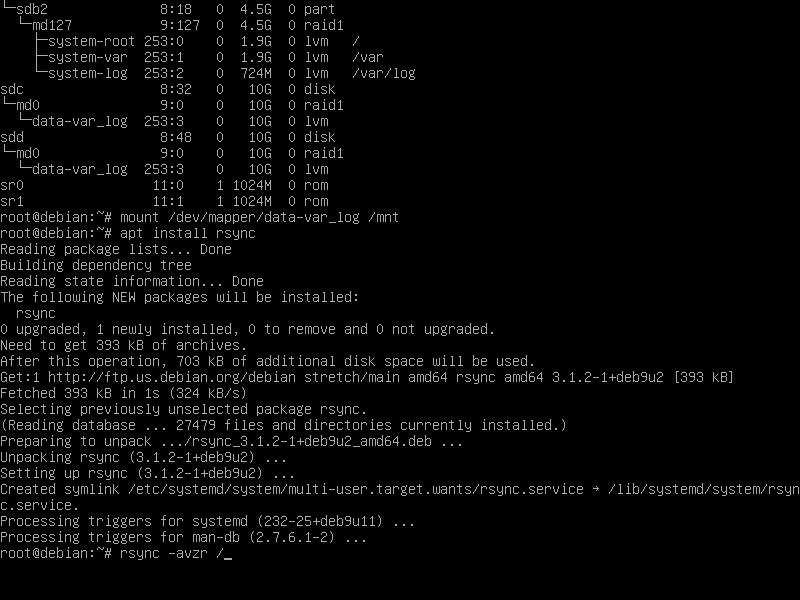 └─sdb2              8:18   0  4.5G  0 part
  └─md127           9:127  0  4.5G  0 raid1
    ├─system-root 253:0    0  1.9G  0 lvm   /
    ├─system-var  253:1    0  1.9G  0 lvm   /var
    └─system-log  253:2    0  724M  0 lvm   /var/log
sdc                 8:32   0   10G  0 disk
└─md0               9:0    0   10G  0 raid1
  └─data-var_log  253:3    0   10G  0 lvm
sdd                 8:48   0   10G  0 disk
└─md0               9:0    0   10G  0 raid1
  └─data-var_log  253:3    0   10G  0 lvm
sr0                11:0    1 1024M  0 rom
sr1                11:1    1 1024M  0 rom
root@debian:~# mount /dev/mapper/data-var_log /mnt
root@debian:~# apt install rsync
Reading package lists... Done
Building dependency tree
Reading state information... Done
The following NEW packages will be installed:
  rsync
0 upgraded, 1 newly installed, 0 to remove and 0 not upgraded.
Need to get 393 kB of archives.
After this operation, 703 kB of additional disk space will be used.
Get:1 http://ftp.us.debian.org/debian stretch/main amd64 rsync amd64 3.1.2-1+deb9u2 [393 kB]
Fetched 393 kB in 1s (324 kB/s)
Selecting previously unselected package rsync.
(Reading database ... 27479 files and directories currently installed.)
Preparing to unpack .../rsync_3.1.2-1+deb9u2_amd64.deb ...
Unpacking rsync (3.1.2-1+deb9u2) ...
Setting up rsync (3.1.2-1+deb9u2) ...
Created symlink /etc/systemd/system/multi-user.target.wants/rsync.service → /lib/systemd/system/rsyn
c.service.
Processing triggers for systemd (232-25+deb9u11) ...
Processing triggers for man-db (2.7.6.1-2) ...
root@debian:~# rsync -avzr /_